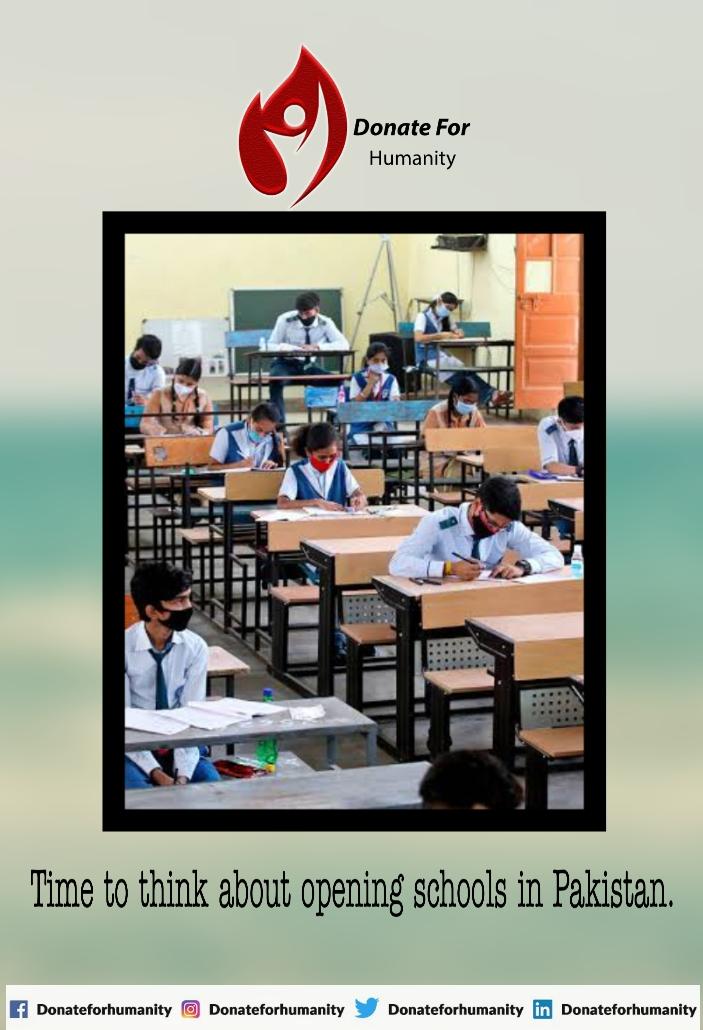 Donate For
Humanity
Time to think about opening schools in Pakistan.
Donateforhumanity Donateforhumanity Donateforhumanity Donateforhumanity